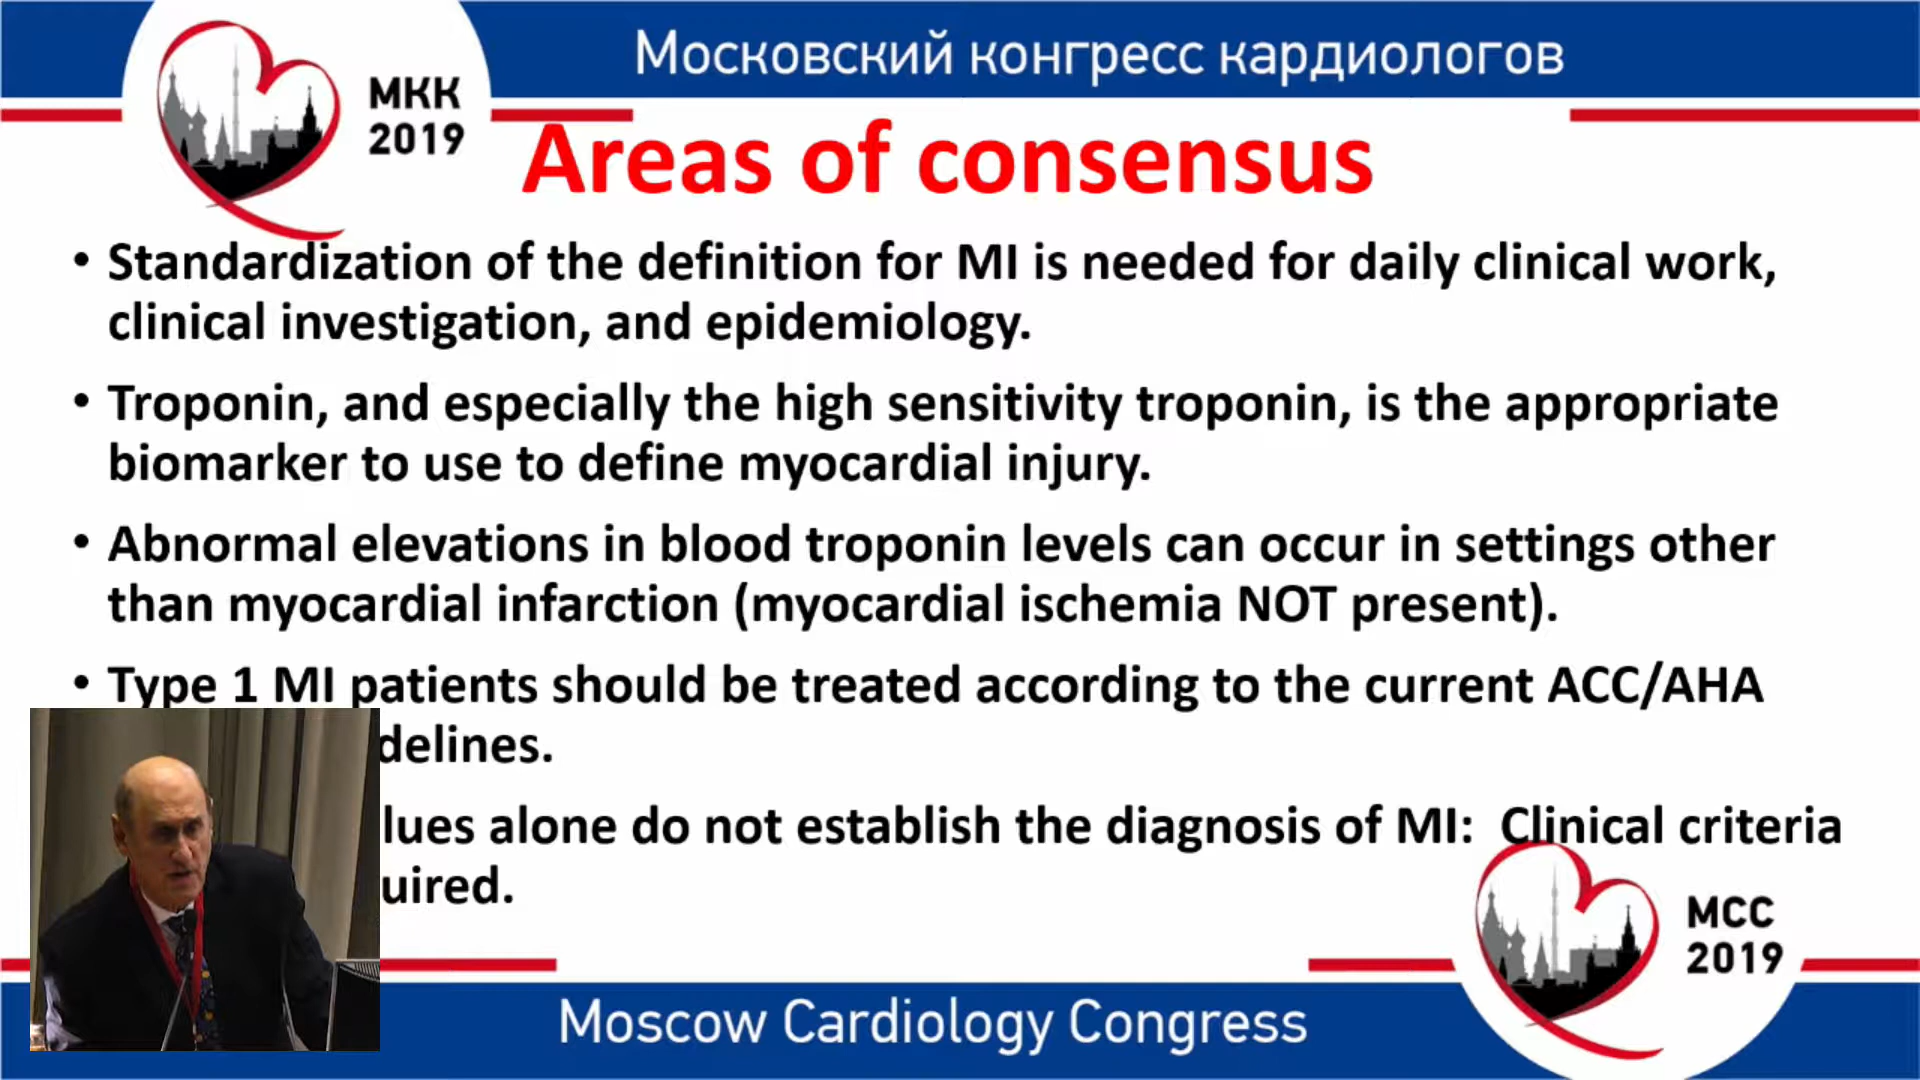 Московский конгресс кардиологов
МКК
2019
Areas of consensus
• Standardization of the definition for MI is needed for daily clinical work,
clinical investigation, and epidemiology.
• Troponin, and especially the high sensitivity troponin, is the appropriate
biomarker to use to define myocardial injury.
• Abnormal elevations in blood troponin levels can occur in settings other
than myocardial infarction (myocardial ischemia NOT present).
• Type 1 MI patients should be treated according to the current ACC/AHA
delines.
lues alone do not establish the diagnosis of MI: Clinical criteria
uired.
MCC
2019
Moscow Cardiology Congress